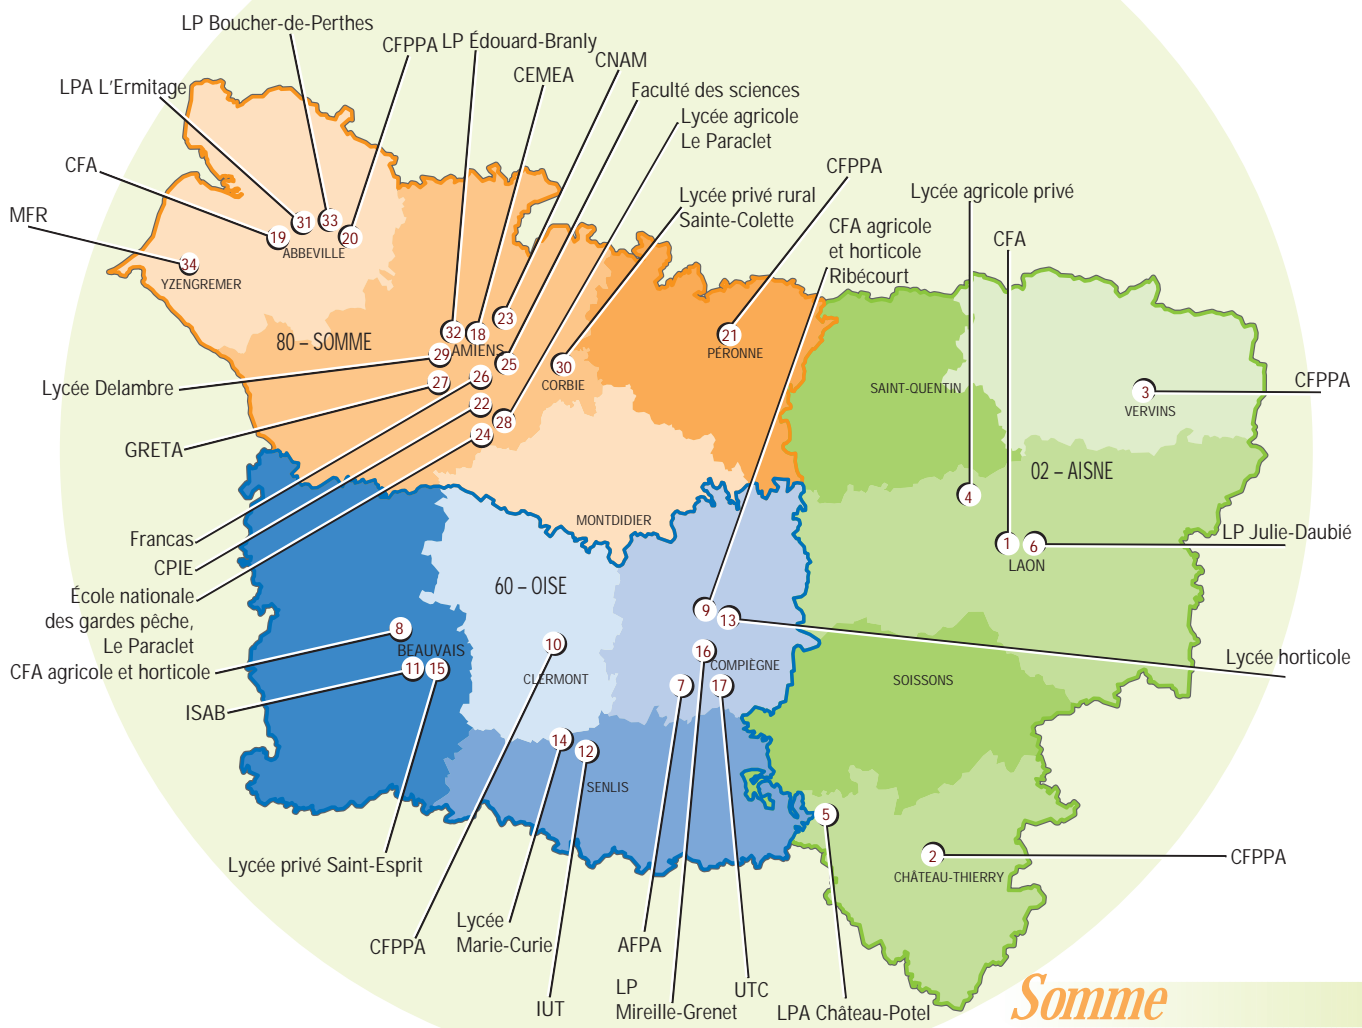 LP Boucher-de-Perthes
CFPPA
LP Édouard-Branly
CNAM
CEMEA
LPA L'Ermitage
Faculté des sciences
Lycée agricole
Le Paraclet
CFA
CFPPA
Lycée agricole privé
Lycée privé rural
Sainte-Colette
MFR
CFA agricole
et horticole
Ribécourt
CFA
31
33
19
20
ABBEVILLE
34
YZENGREMER
80 – SOMME
23
32
18
AMIENS
29
25
30
CORBIE
21
PÉRONNE
26
27
22
28
24
SAINT-QUENTIN
3
VERVINS
CFPPA
Lycée Delambre
GRETA
02 – AISNE
4
MONTDIDIER
1
6
LAON
LP Julie-Daubié
Francas
CPIE
École nationale
des gardes pêche,
Le Paraclet
60 – OISE
9
13
8
BEAUVAIS
10
CLERMONT
16
COMPIÈGNE
Lycée horticole
CFA agricole et horticole
11
15
7
17
SOISSONS
ISAB
14
12
SENLIS
5
2
CHÂTEAU-THIERRY
CFPPA
Lycée privé Saint-Esprit
CFPPA
Lycée
Marie-Curie
AFPA
IUT
LP
Mireille-Grenet
UTC
LPA Château-Potel
Somme